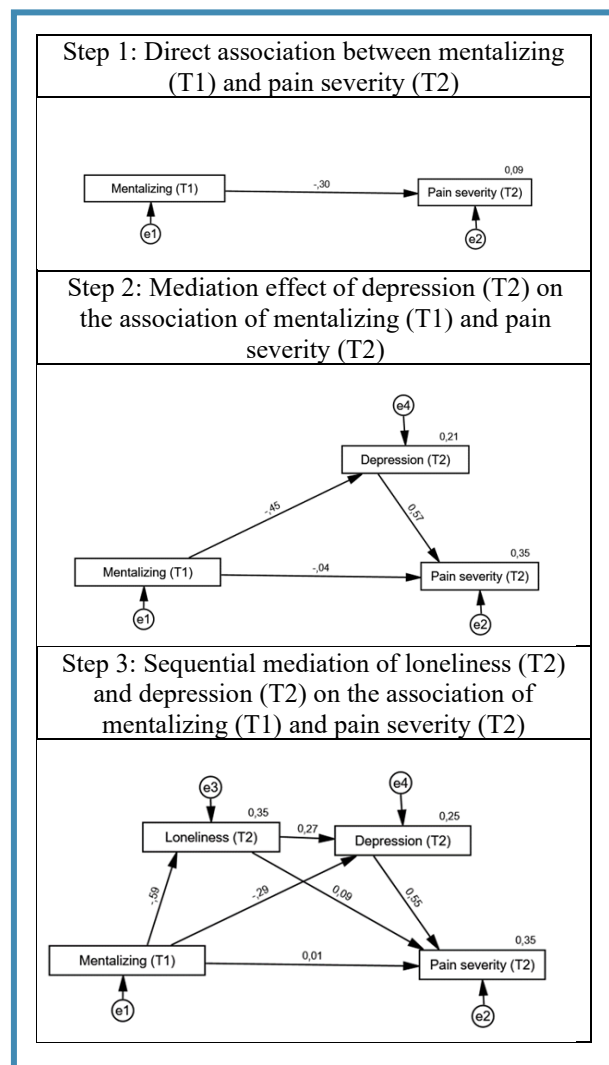 Step 1: Direct association between mentalizing
(T1) and pain severity (T2)
0,09
Mentalizing (T1)
-,30
Pain severity (T2)
e1
e2
Step 2: Mediation effect of depression (T2) on
the association of mentalizing (T1) and pain
severity (T2)
e4
0,21
Depression (T2)
-,45
0,57
0,35
Mentalizing (T1)
-,04
Pain severity (T2)
e1
e2
Step 3: Sequential mediation of loneliness (T2)
and depression (T2) on the association of
mentalizing (T1) and pain severity (T2)
e3
e4
0,35
0,25
Loneliness (T2)
0,27
Depression (T2)
-,59
-,29
0,09
0,55
0,35
Mentalizing (T1)
0,01
Pain severity (T2)
e1
e2